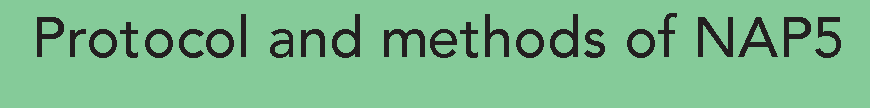 Protocol and methods of NAP5